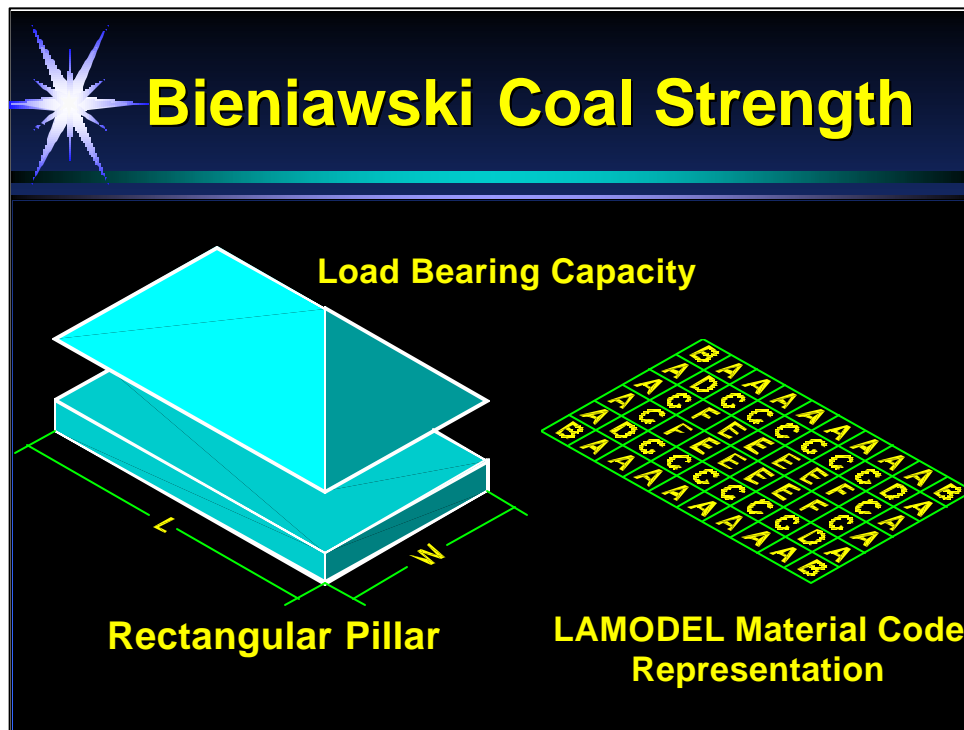 Bieniawski Coal Strength
Load Bearing Capacity
L
W
Rectangular Pillar
B A A A A A A A A B
A D C C C C C C D A
A C F E E E E F C A
A C F E E E E F C A
A D C C C C C C D A
B A A A A A A A A B
LAMODEL Material Code
Representation